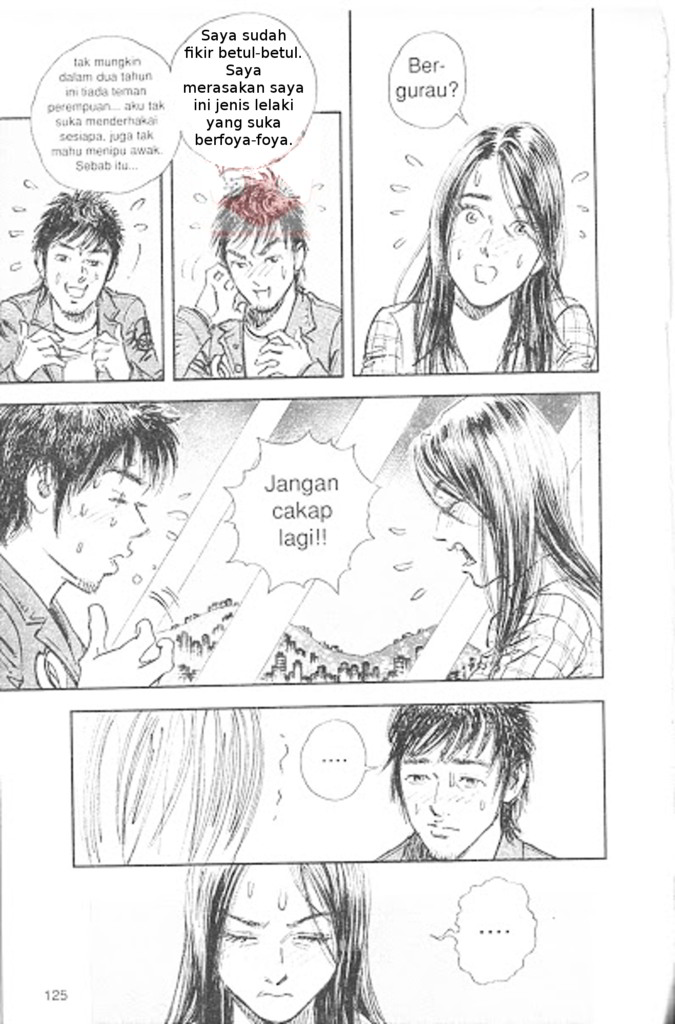 tak mungkin
dalam dua tahun
ini tiada teman
perempuan... aku tak
suka menderhakai
sesiapa, juga tak
mahu menipu awak.
Sebab itu...
Saya sudah
fikir betul-betul.
Saya
merasakan saya
ini jenis lelaki
yang suka
berfoya-foya.
Ber-
gurau?
Jangan
cakap
lagi!!
....
....
125